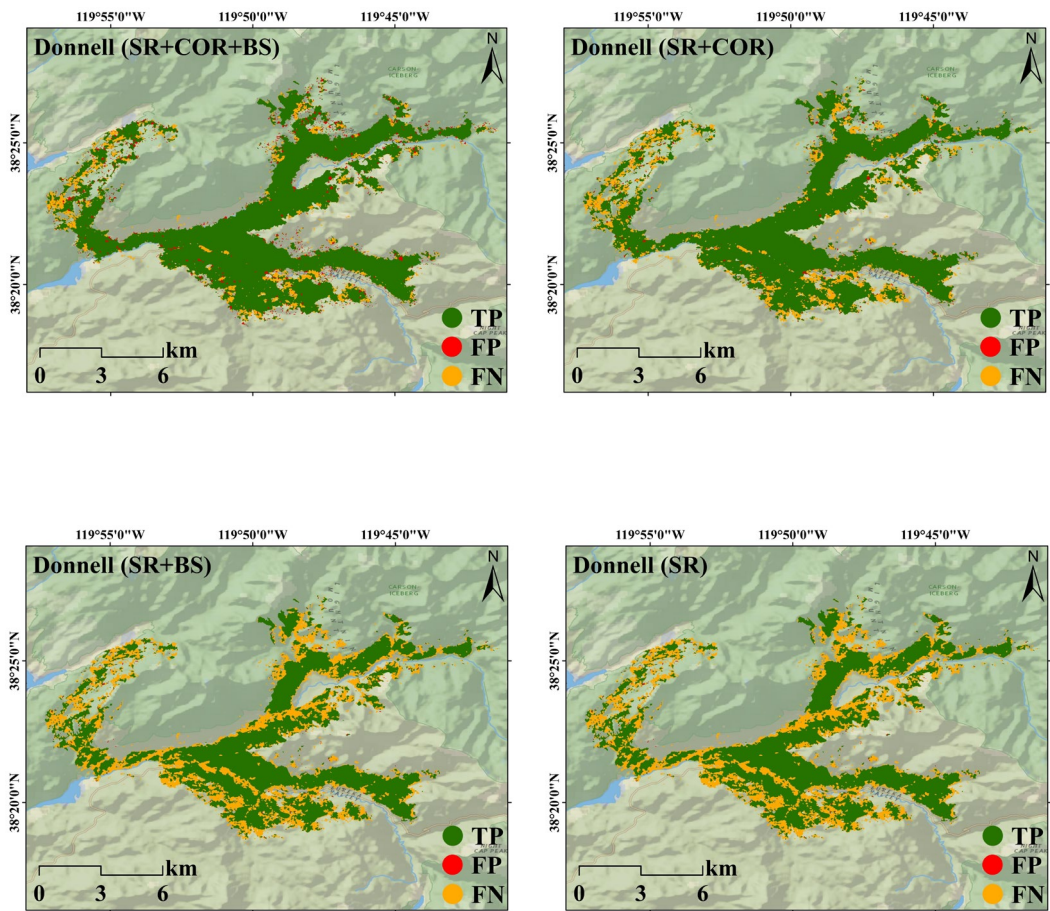 119°55'0"W 119°50'0"W 119°45'0"W
Donnell (SR+COR+BS)
N
CARSON
ICEBERG
38°25'0"N
38°20'0"N
TP
FP
FN
km
0 3 6
119°55'0"W 119°50'0"W 119°45'0"W
Donnell (SR+COR)
N
CARSON
ICEBERG
38°25'0"N
38°20'0"N
TP
FP
FN
km
0 3 6
119°55'0"W 119°50'0"W 119°45'0"W
Donnell (SR+BS)
N
CARSON
ICEBERG
38°25'0"N
38°20'0"N
TP
FP
FN
km
0 3 6
119°55'0"W 119°50'0"W 119°45'0"W
Donnell (SR)
N
CARSON
ICEBERG
38°25'0"N
38°20'0"N
TP
FP
FN
km
0 3 6